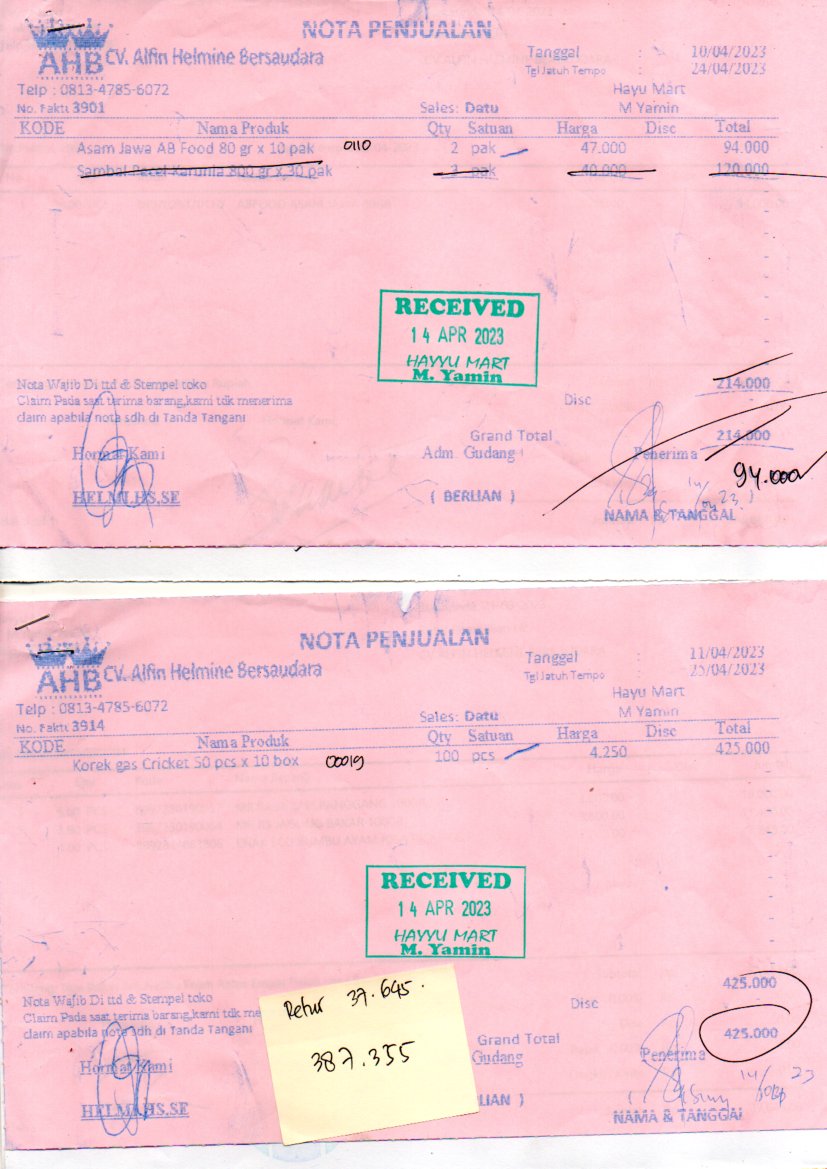 NOTA PENJUALAN
AHB CV. Alfin Helmine Bersaudara
Tanggal : 10/04/2023
Tgl Jatuh Tempo : 24/04/2023
Telp : 0813-4785-6072
Hayu Mart
No. Fakti 3901
Sales: Datu
M Yamin
KODE Nama Produk Qty Satuan Harga Disc Total
Asam Jawa AB Food 80 gr x 10 pak 0110 2 pak 47.000 94.000
Sambal Pecel Karunia 800 gr x 30 pak 3 pak 40.000 120.000
RECEIVED
14 APR 2023
HAYYU MART
M. Yamin
214.000
Nota Wajib Di ttd & Stempel toko
Claim Pada saat terima barang,kami tdk menerima
Disc
claim apabila nota sdh di Tanda Tangani
Grand Total 214.000
Hormat Kami Adm. Gudang Penerima
94.000
14/04 23
HELMI.HS,SE ( BERLIAN ) ( )
NAMA & TANGGAL
NOTA PENJUALAN
AHB CV. Alfin Helmine Bersaudara
Tanggal : 11/04/2023
Tgl Jatuh Tempo : 25/04/2023
Telp : 0813-4785-6072
Hayu Mart
No. Fakti 3914
Sales: Datu
M Yamin
KODE Nama Produk Qty Satuan Harga Disc Total
Korek gas Cricket 50 pcs x 10 box 00019 100 pcs 4.250 425.000
RECEIVED
14 APR 2023
HAYYU MART
M. Yamin
425.000
Nota Wajib Di ttd & Stempel toko
Claim Pada saat terima barang,kami tdk me
Disc
claim apabila nota sdh di Tanda Tangani
Retur 37.645.
387.355
Grand Total 425.000
Hormat Kami Gudang Penerima
14/ 23
HELMI.HS,SE LIAN )
NAMA & TANGGAL